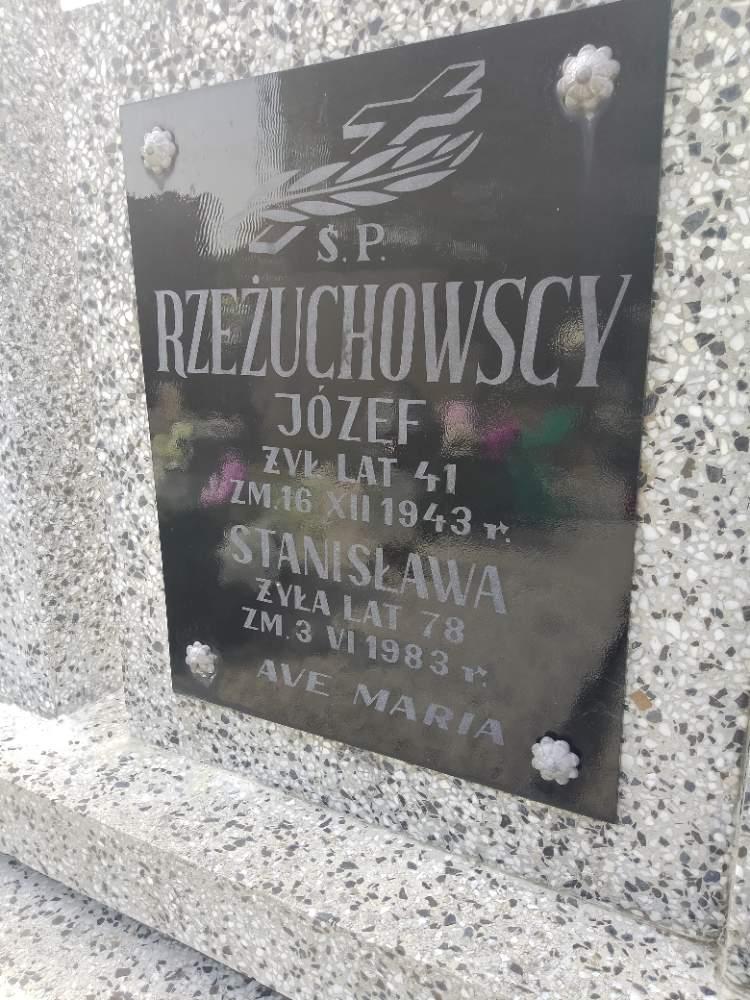 Ś.P.
RZEŻUCHOWSCY
JÓZEF
ŻYŁ LAT 41
ZM.16 XII 1943 r.
STANISŁAWA
ŻYŁA LAT 78
ZM.3 VI 1983 r.
AVE MARIA